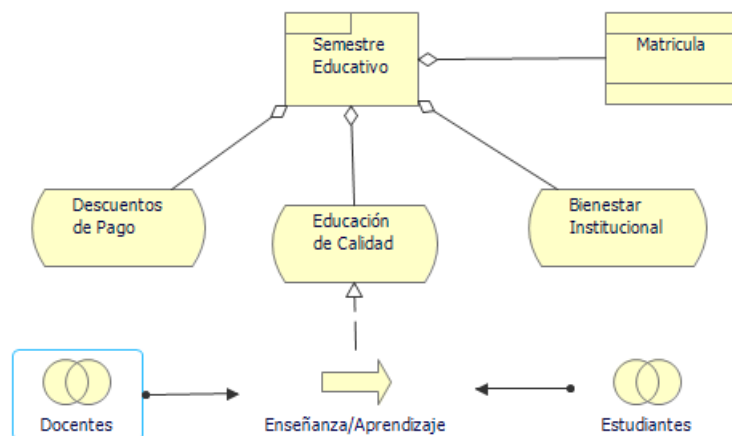 Semestre
Educativo
Matricula
Descuentos
de Pago
Educación
de Calidad
Bienestar
Institucional
Docentes
Enseñanza/Aprendizaje
Estudiantes